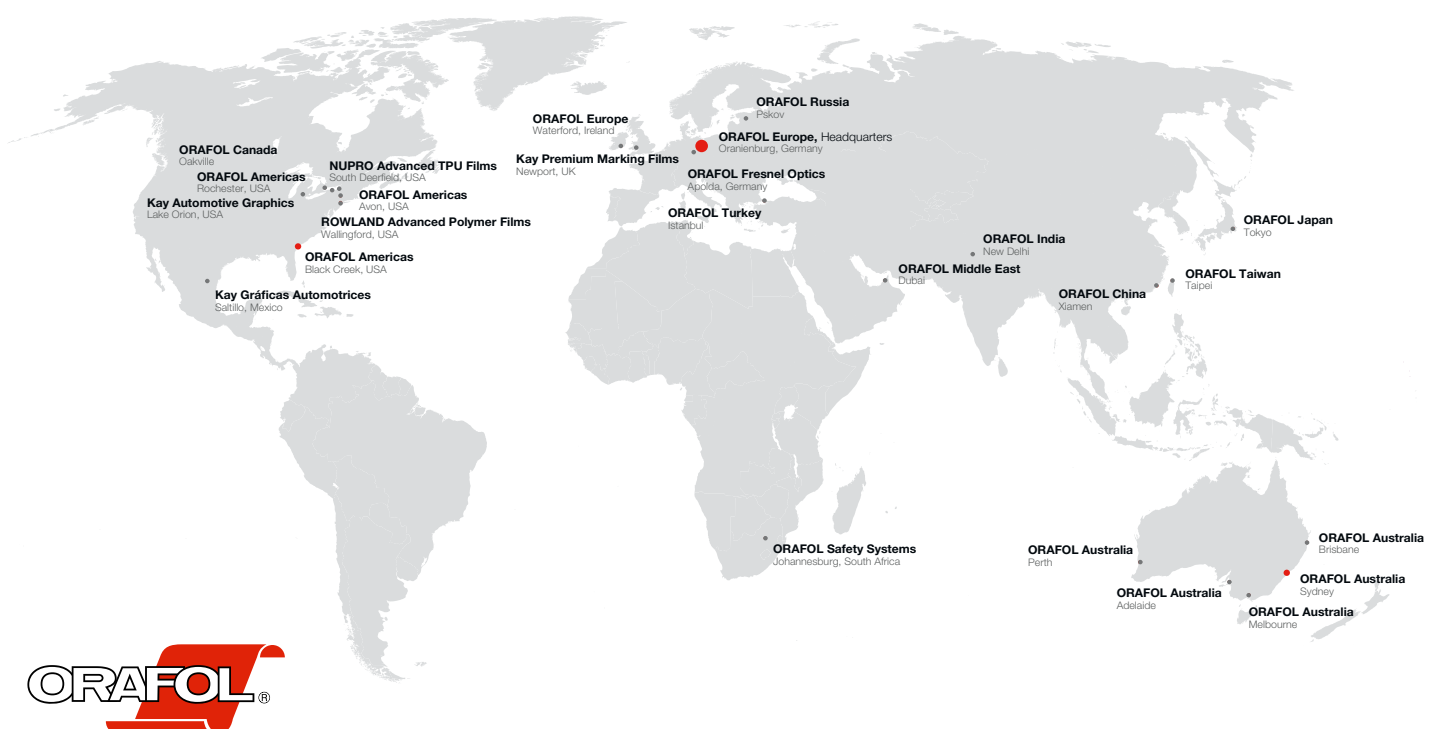 ORAFOL Russia
Pskov
ORAFOL Europe
Waterford, Ireland
ORAFOL Europe, Headquarters
Oranienburg, Germany
ORAFOL Canada
Oakville
Kay Premium Marking Films
Newport, UK
NUPRO Advanced TPU Films
South Deerfield, USA
ORAFOL Americas
Rochester, USA
ORAFOL Fresnel Optics
Apolda, Germany
ORAFOL Americas
Avon, USA
Kay Automotive Graphics
Lake Orion, USA
ORAFOL Turkey
Istanbul
ROWLAND Advanced Polymer Films
Wallingford, USA
ORAFOL Japan
Tokyo
ORAFOL India
New Delhi
ORAFOL Americas
Black Creek, USA
ORAFOL Middle East
Dubai
ORAFOL Taiwan
Taipei
Kay Gráficas Automotrices
Saltillo, Mexico
ORAFOL China
Xiamen
ORAFOL Safety Systems
Johannesburg, South Africa
ORAFOL Australia
Brisbane
ORAFOL Australia
Perth
ORAFOL Australia
Sydney
ORAFOL Australia
Adelaide
ORAFOL Australia
Melbourne
ORAFOL®